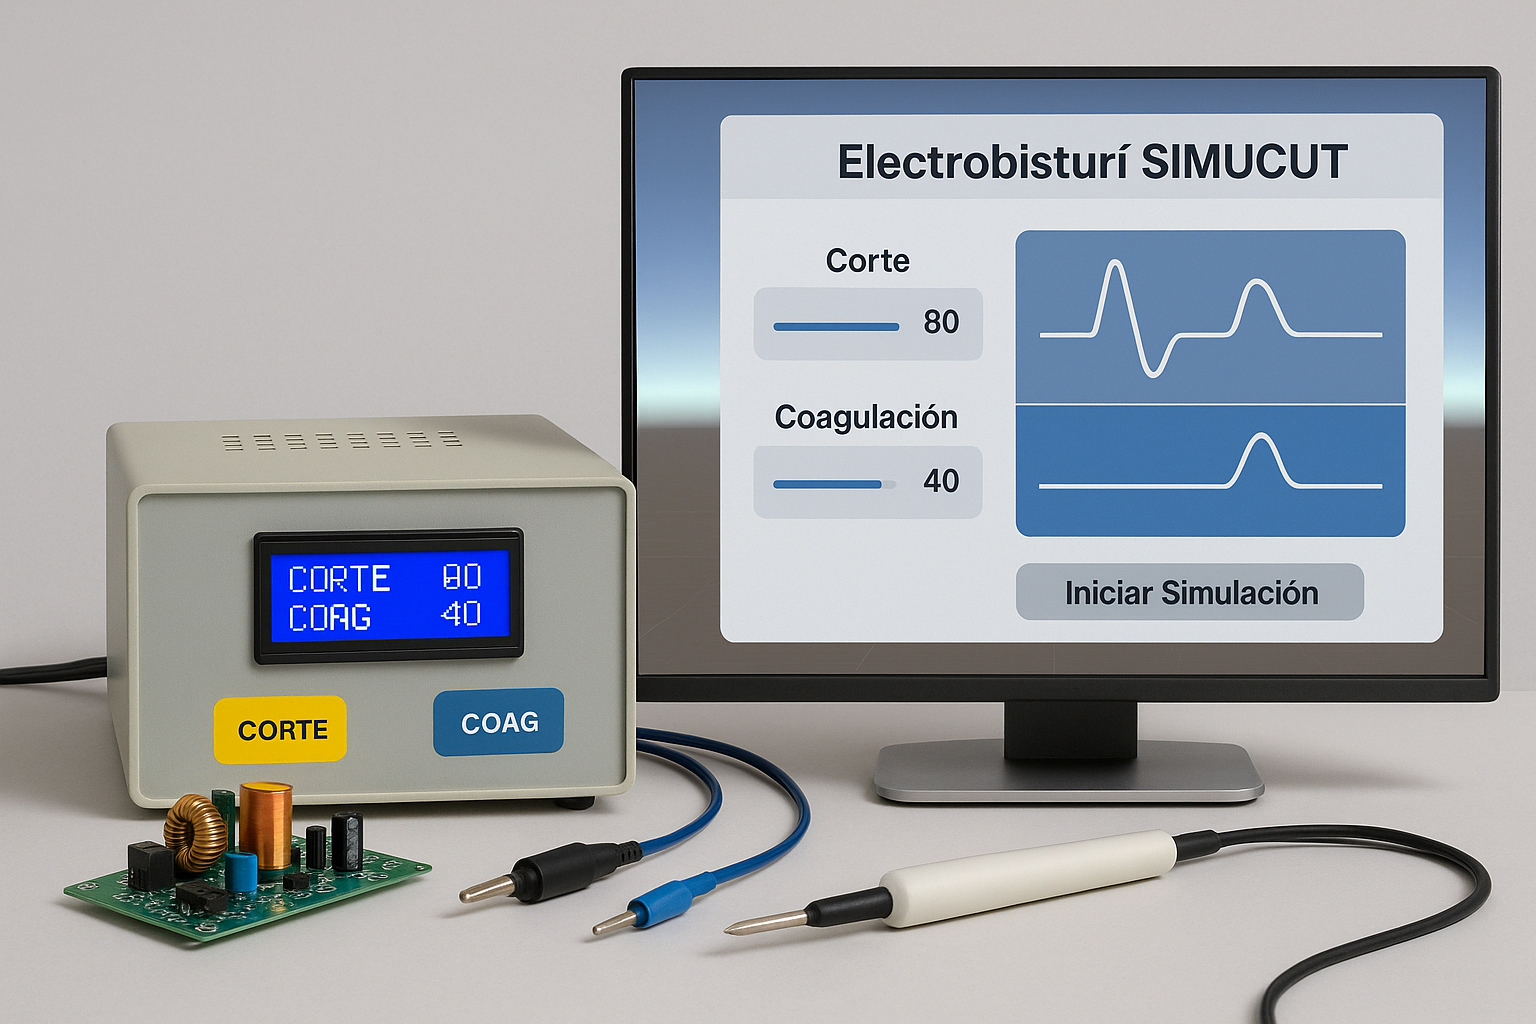 Electrobisturí SIMUCUT
Corte
80
Coagulación
40
Iniciar Simulación
CORTE 80
COAG 40
CORTE
COAG